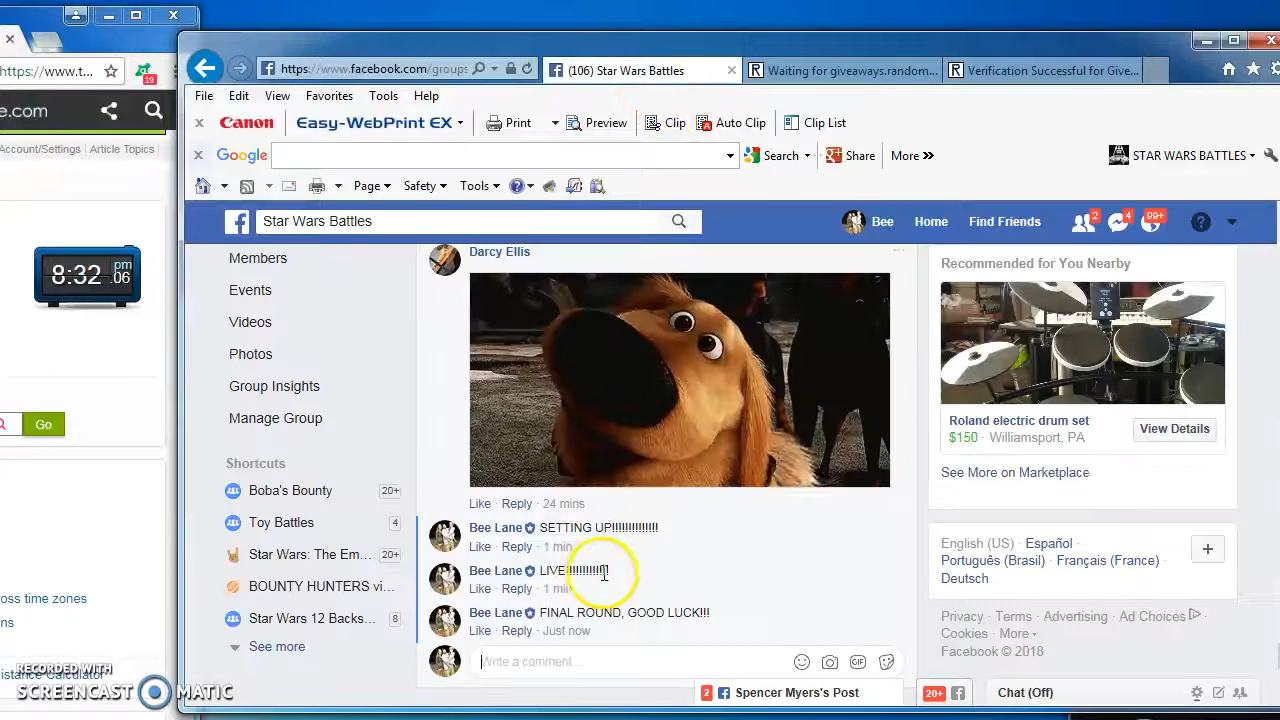 https://www.t...
19
https://www.facebook.com/groups
(106) Star Wars Battles
Waiting for giveaways.random...
Verification Successful for Give...
File Edit View Favorites Tools Help
Canon Easy-WebPrint EX Print Preview Clip Auto Clip Clip List
Google Search Share More » STAR WARS BATTLES
Page Safety Tools
e.com
Account/Settings Article Topics
8:32 pm .06
Go
across time zones
ns
istance Calculator
RECORDED WITH
SCREENCAST MATIC
Star Wars Battles
Bee Home Find Friends 2 4 99+
Members
Events
Videos
Photos
Group Insights
Manage Group
Shortcuts
Boba's Bounty 20+
Toy Battles 4
Star Wars: The Em... 20+
BOUNTY HUNTERS vi...
Star Wars 12 Backs... 8
See more
Darcy Ellis
Like · Reply · 24 mins
Bee Lane SETTING UP!!!!!!!!!!!!!!
Like · Reply · 1 min
Bee Lane LIVE!!!!!!!!!!!!!
Like · Reply · 1 min
Bee Lane FINAL ROUND, GOOD LUCK!!!
Like · Reply · Just now
Write a comment...
GIF
Recommended for You Nearby
Roland electric drum set
$150 · Williamsport, PA
View Details
See More on Marketplace
English (US) · Español ·
Português (Brasil) · Français (France) ·
Deutsch
Privacy · Terms · Advertising · Ad Choices ·
Cookies · More
Facebook © 2018
2 Spencer Myers's Post
20+
Chat (Off)